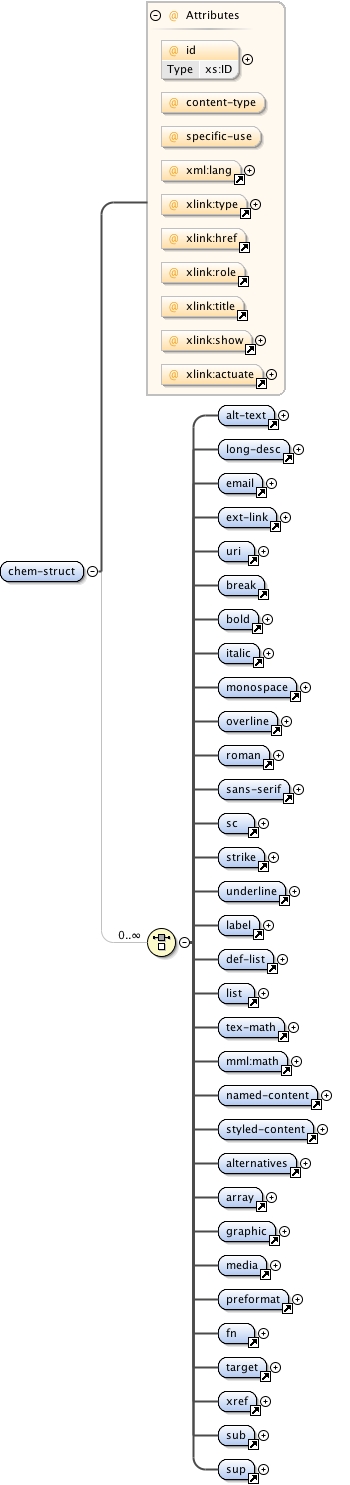 Attributes
@ id
Type xs:ID
@ content-type
@ specific-use
@ xml:lang
@ xlink:type
@ xlink:href
@ xlink:role
@ xlink:title
@ xlink:show
@ xlink:actuate
chem-struct
0..∞
alt-text
long-desc
email
ext-link
uri
break
bold
italic
monospace
overline
roman
sans-serif
sc
strike
underline
label
def-list
list
tex-math
mml:math
named-content
styled-content
alternatives
array
graphic
media
preformat
fn
target
xref
sub
sup